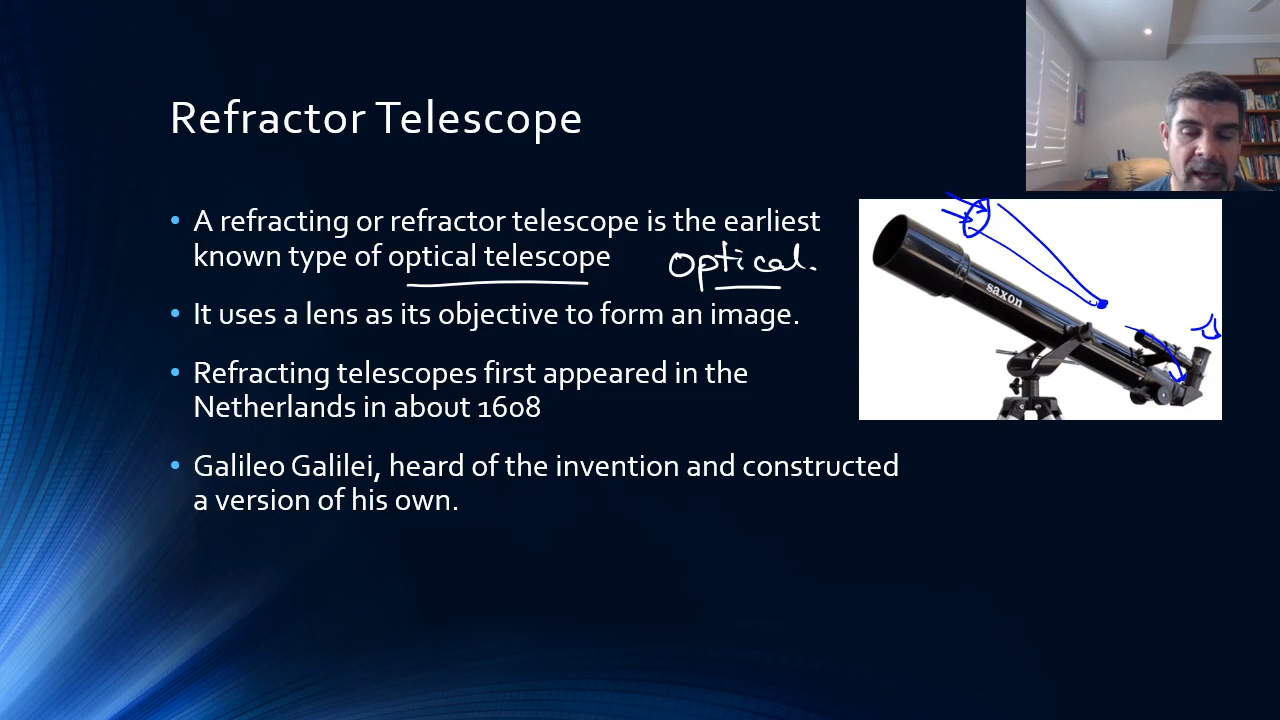 Refractor Telescope
• A refracting or refractor telescope is the earliest
known type of optical telescope
optical.
• It uses a lens as its objective to form an image.
• Refracting telescopes first appeared in the
Netherlands in about 1608
• Galileo Galilei, heard of the invention and constructed
a version of his own.
saxon